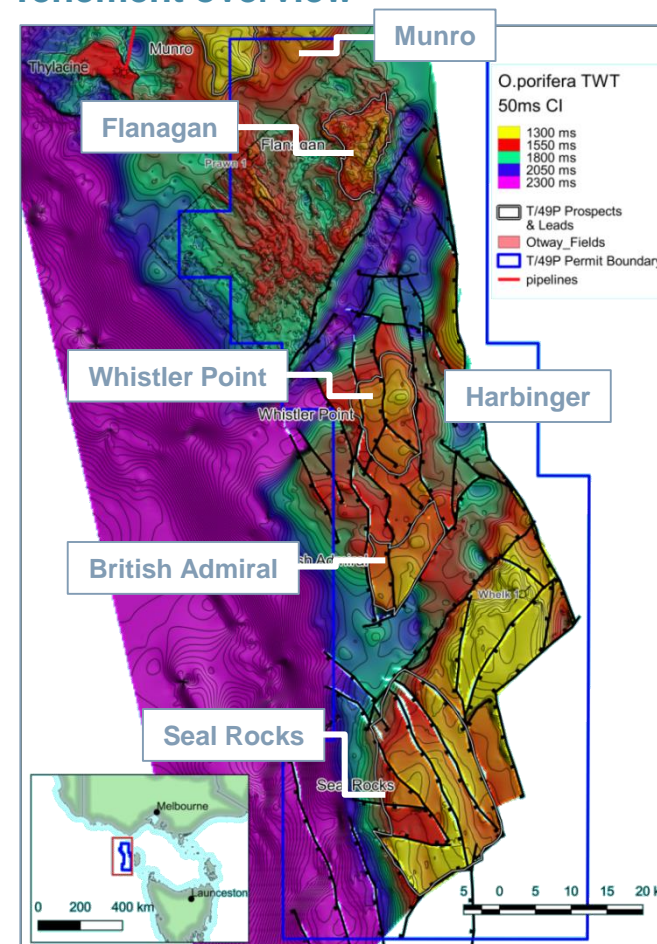 Munro
Munro
Thylacine
Flanagan
Flanagan
Prawn 1
O.porifera TWT
50ms CI
1300 ms
1550 ms
1800 ms
2050 ms
2300 ms
T/49P Prospects
& Leads
Otway_Fields
T/49P Permit Boundary
pipelines
Whistler Point
Harbinger
Whistler Point
British Admiral
Whelk 1
Seal Rocks
Seal Rocks
Melbourne
Launceston
0 200 400 km
5 0 5 10 15 20 k